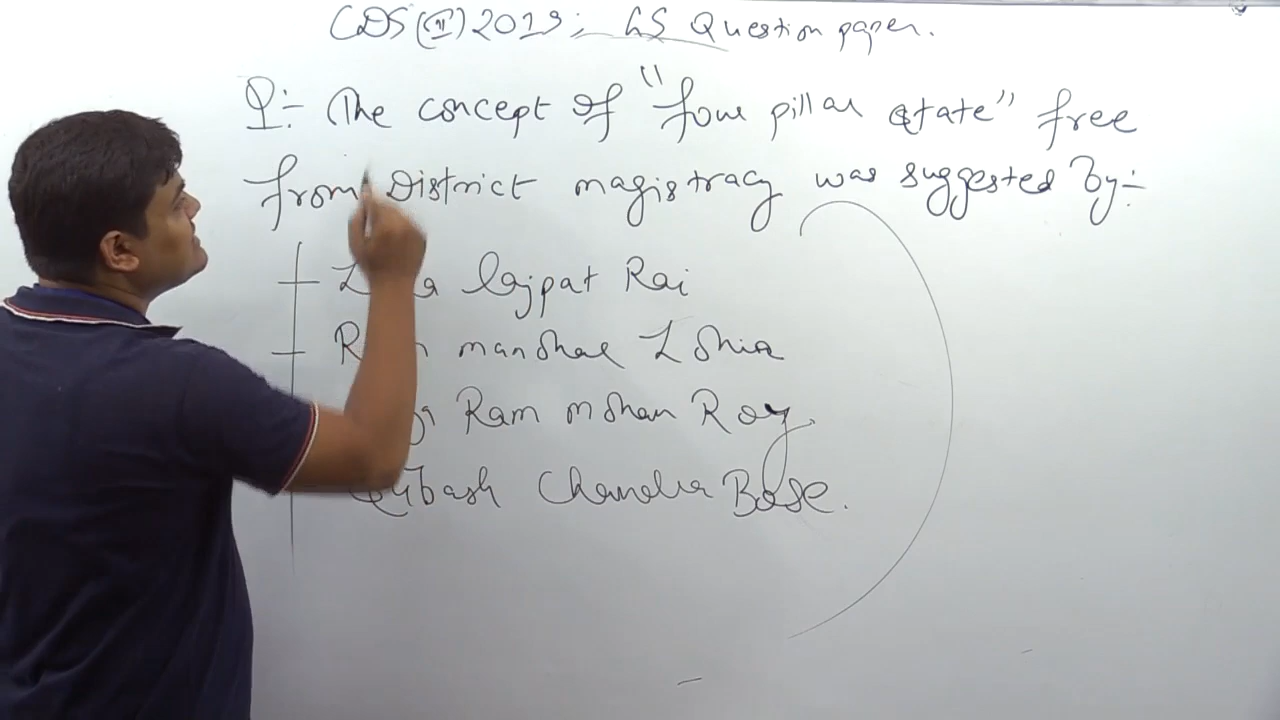 CDS (II) 2019; GS Question paper.
Q:- The concept of "four pillar state" free
from District magistracy was suggested by:-
Lajpat Rai
manohar Lohia
Ram mohan Roy
Subash Chandra Bose.